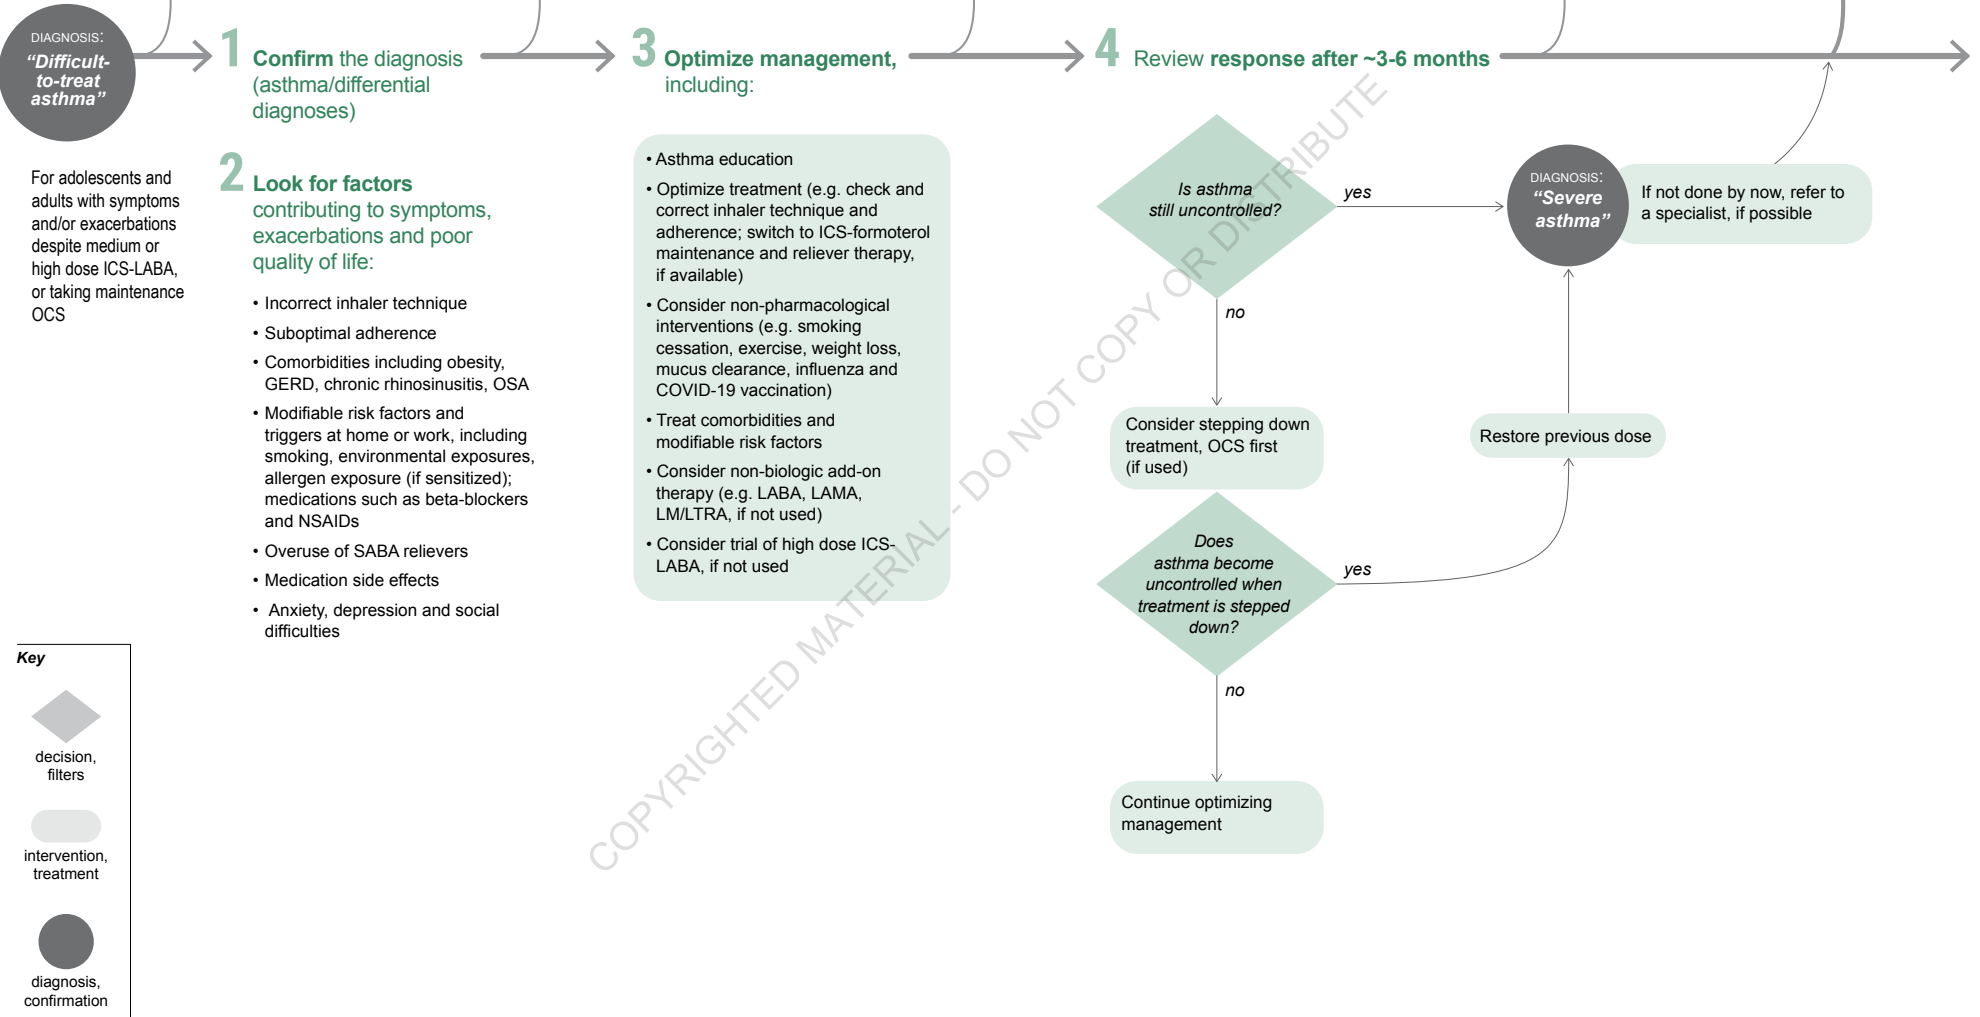 DIAGNOSIS:
“Difficult-
to-treat
asthma”
For adolescents and
adults with symptoms
and/or exacerbations
despite medium or
high dose ICS-LABA,
or taking maintenance
OCS
1 Confirm the diagnosis
(asthma/differential
diagnoses)
2 Look for factors
contributing to symptoms,
exacerbations and poor
quality of life:
• Incorrect inhaler technique
• Suboptimal adherence
• Comorbidities including obesity,
GERD, chronic rhinosinusitis, OSA
• Modifiable risk factors and
triggers at home or work, including
smoking, environmental exposures,
allergen exposure (if sensitized);
medications such as beta-blockers
and NSAIDs
• Overuse of SABA relievers
• Medication side effects
• Anxiety, depression and social
difficulties
3 Optimize management,
including:
• Asthma education
• Optimize treatment (e.g. check and
correct inhaler technique and
adherence; switch to ICS-formoterol
maintenance and reliever therapy,
if available)
• Consider non-pharmacological
interventions (e.g. smoking
cessation, exercise, weight loss,
mucus clearance, influenza and
COVID-19 vaccination)
• Treat comorbidities and
modifiable risk factors
• Consider non-biologic add-on
therapy (e.g. LABA, LAMA,
LM/LTRA, if not used)
• Consider trial of high dose ICS-
LABA, if not used
4 Review response after ~3-6 months
Is asthma
still uncontrolled?
yes
no
DIAGNOSIS:
“Severe
asthma”
If not done by now, refer to
a specialist, if possible
Consider stepping down
treatment, OCS first
(if used)
Restore previous dose
Does
asthma become
uncontrolled when
treatment is stepped
down?
yes
no
Continue optimizing
management
Key
decision,
filters
intervention,
treatment
diagnosis,
confirmation
COPYRIGHTED MATERIAL - DO NOT COPY OR DISTRIBUTE